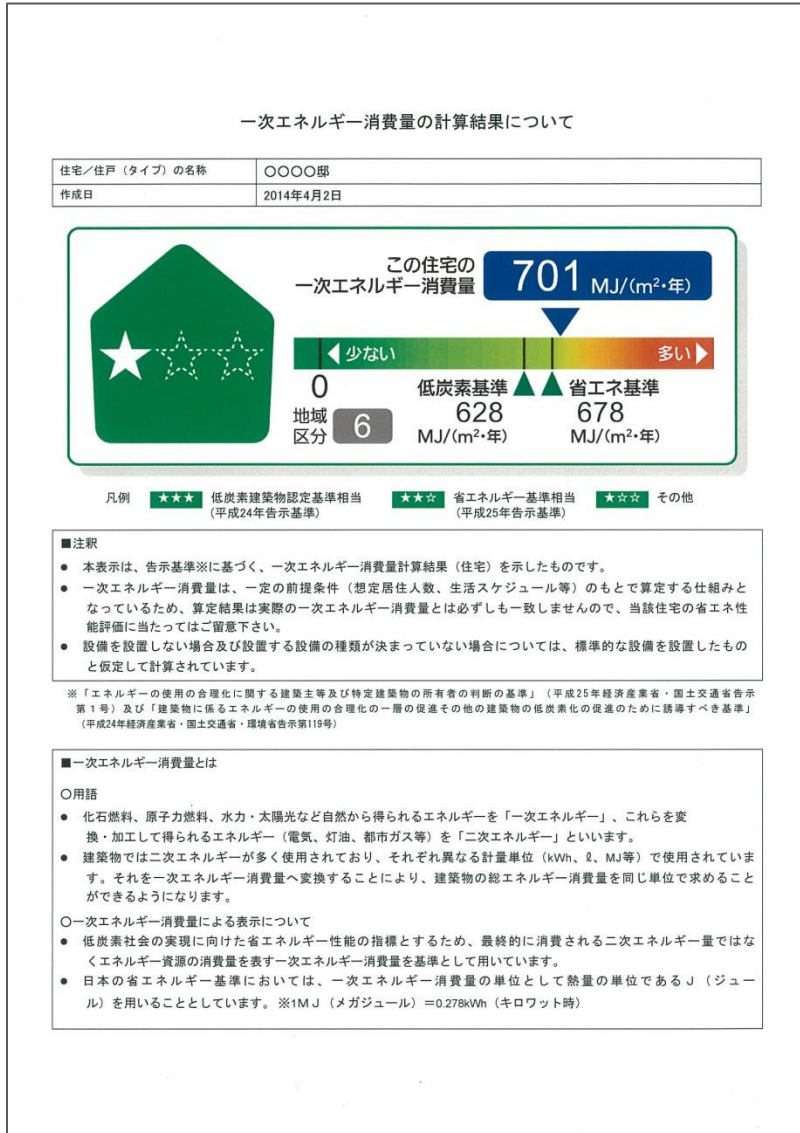 一次エネルギー消費量の計算結果について
住宅/住戸(タイプ)の名称 〇〇〇〇邸
作成日 2014年4月2日
この住宅の
一次エネルギー消費量
701 MJ/(m²・年)
★☆☆
少ない 多い
0
低炭素基準
628
MJ/(m²・年)
省エネ基準
678
MJ/(m²・年)
地域
区分 6
凡例 ★★★ 低炭素建築物認定基準相当
(平成24年告示基準)
★★☆ 省エネルギー基準相当
(平成25年告示基準)
★☆☆ その他
■注釈
● 本表示は、告示基準※に基づく、一次エネルギー消費量計算結果(住宅)を示したものです。
● 一次エネルギー消費量は、一定の前提条件(想定居住人数、生活スケジュール等)のもとで算定する仕組みと
なっているため、算定結果は実際の一次エネルギー消費量とは必ずしも一致しませんので、当該住宅の省エネ性
能評価に当たってはご留意下さい。
● 設備を設置しない場合及び設置する設備の種類が決まっていない場合については、標準的な設備を設置したもの
と仮定して計算されています。
※「エネルギーの使用の合理化に関する建築主等及び特定建築物の所有者の判断の基準」(平成25年経済産業省・国土交通省告示
第1号)及び「建築物に係るエネルギーの使用の合理化の一層の促進その他の建築物の低炭素化の促進のために誘導すべき基準」
(平成24年経済産業省・国土交通省・環境省告示第119号)
■一次エネルギー消費量とは
〇用語
● 化石燃料、原子力燃料、水力・太陽光など自然から得られるエネルギーを「一次エネルギー」、これらを変
換・加工して得られるエネルギー(電気、灯油、都市ガス等)を「二次エネルギー」といいます。
● 建築物では二次エネルギーが多く使用されており、それぞれ異なる計量単位(kWh、ℓ、MJ等)で使用されていま
す。それを一次エネルギー消費量へ変換することにより、建築物の総エネルギー消費量を同じ単位で求めること
ができるようになります。
〇一次エネルギー消費量による表示について
● 低炭素社会の実現に向けた省エネルギー性能の指標とするため、最終的に消費される二次エネルギー量ではな
くエネルギー資源の消費量を表す一次エネルギー消費量を基準として用いています。
● 日本の省エネルギー基準においては、一次エネルギー消費量の単位として熱量の単位であるJ(ジュー
ル)を用いることとしています。※1MJ(メガジュール)=0.278kWh(キロワット時)